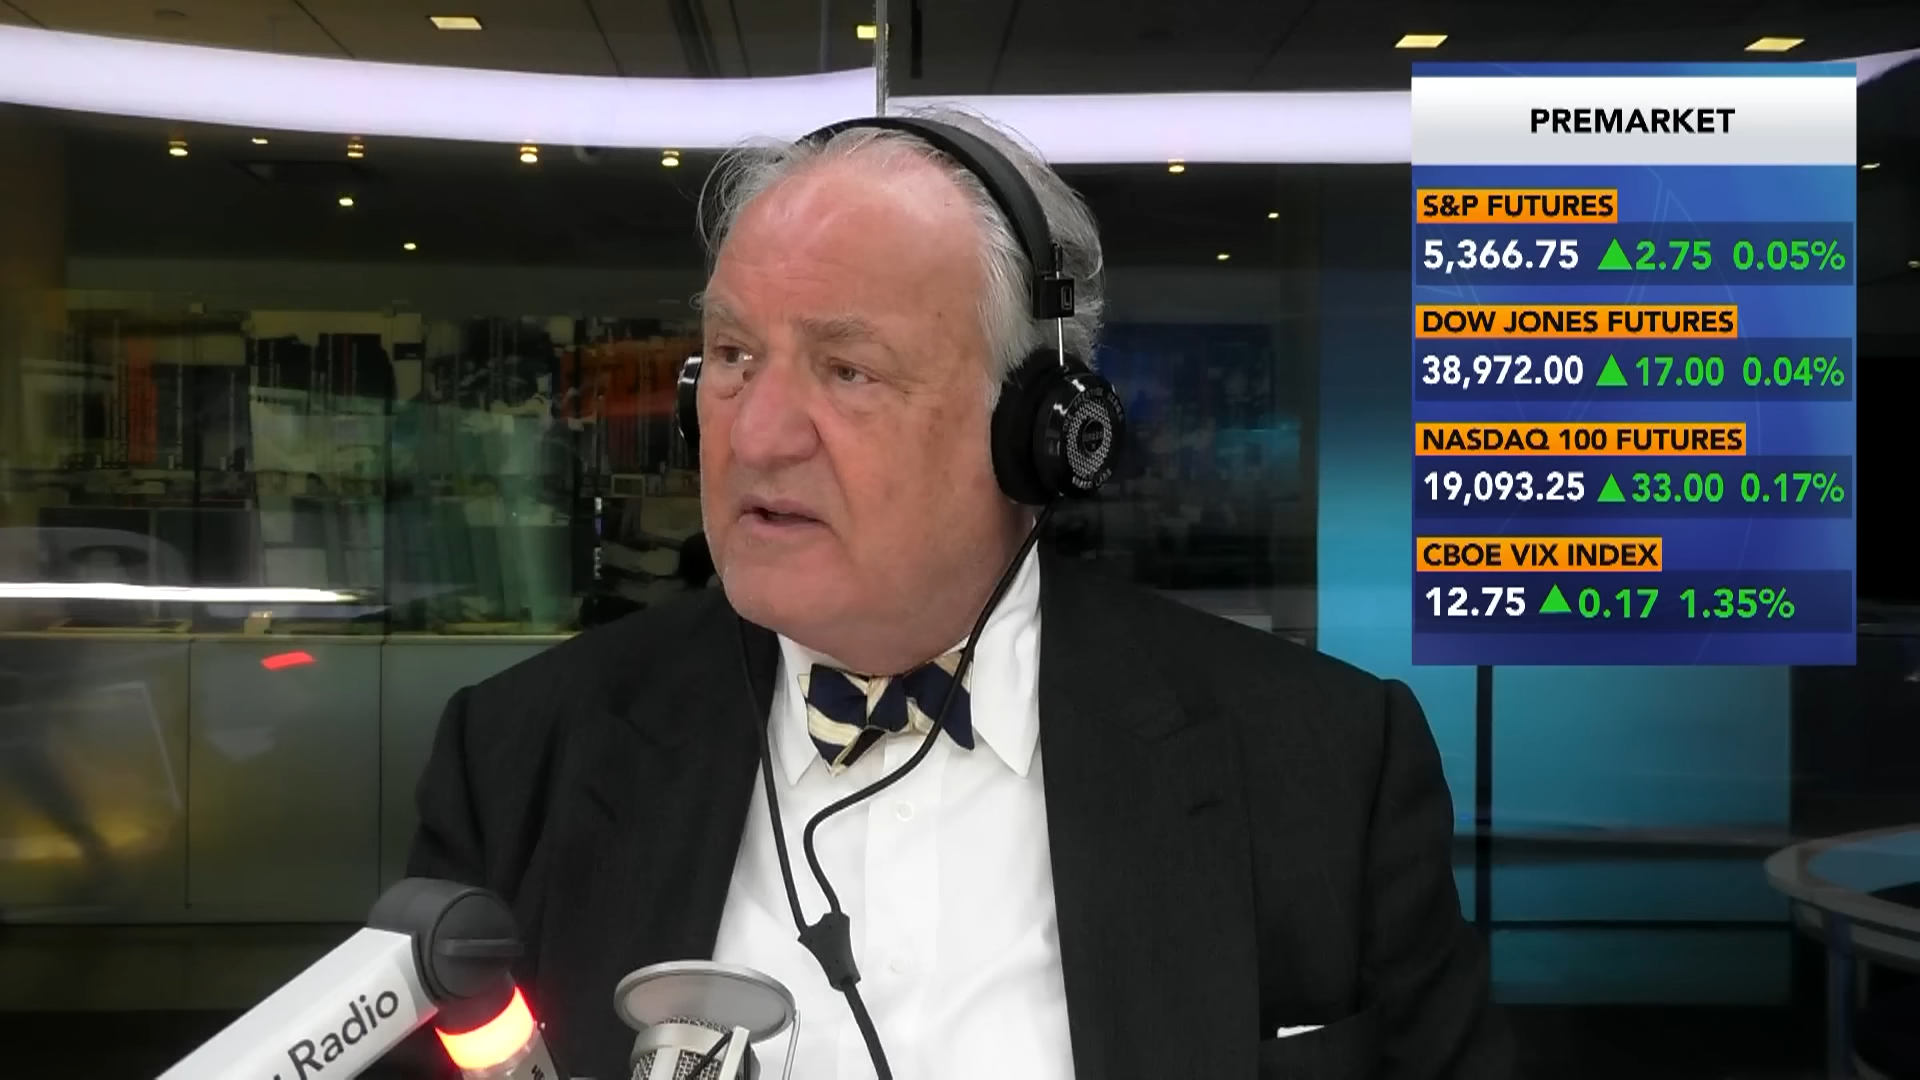 PREMARKET
S&P FUTURES
5,366.75 ▲2.75 0.05%
DOW JONES FUTURES
38,972.00 ▲17.00 0.04%
NASDAQ 100 FUTURES
19,093.25 ▲33.00 0.17%
CBOE VIX INDEX
12.75 ▲0.17 1.35%
Radio